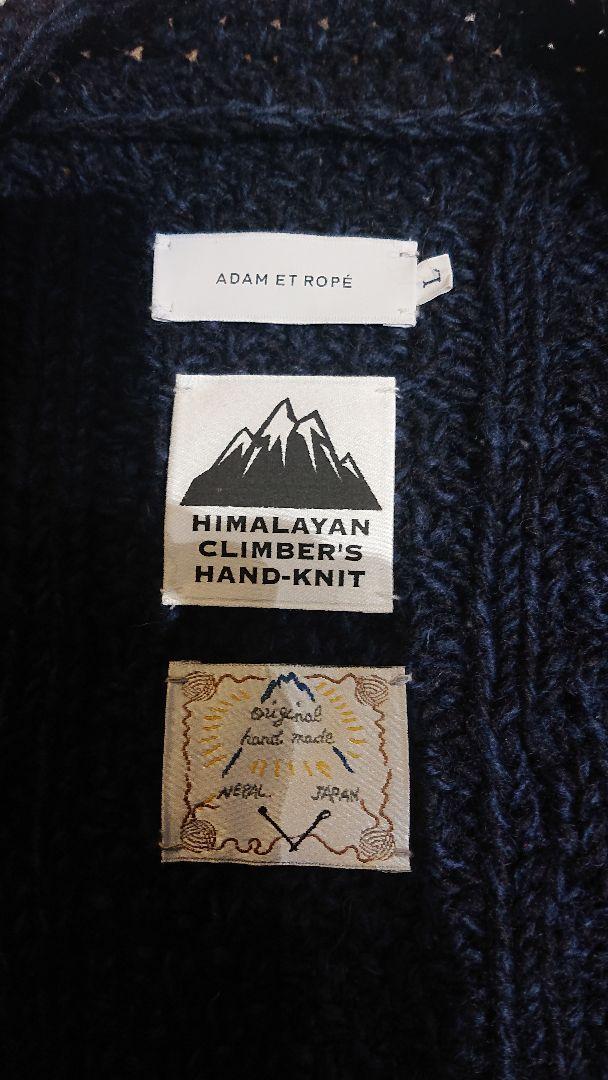 ADAM ET ROPÉ
L
HIMALAYAN
CLIMBER'S
HAND-KNIT
original
hand made
NEPAL.
JAPAN